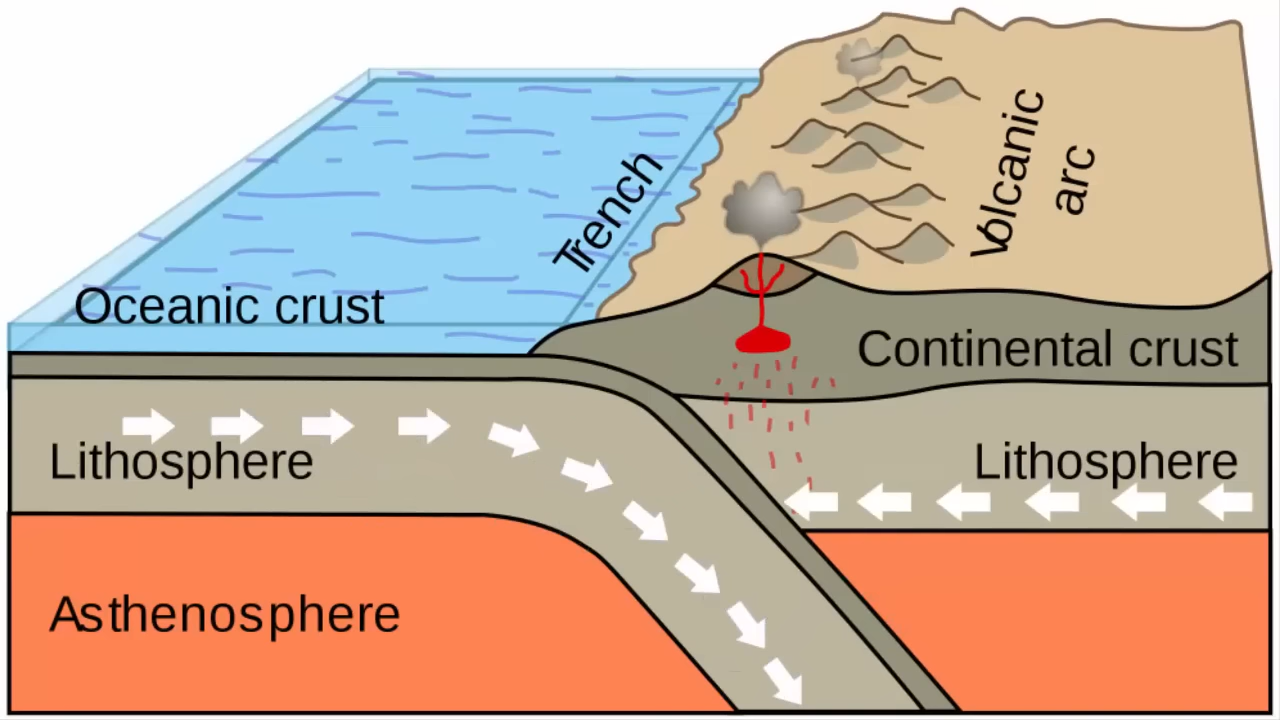 Volcanic
arc
Trench
Oceanic crust
Continental crust
Lithosphere
Lithosphere
Asthenosphere